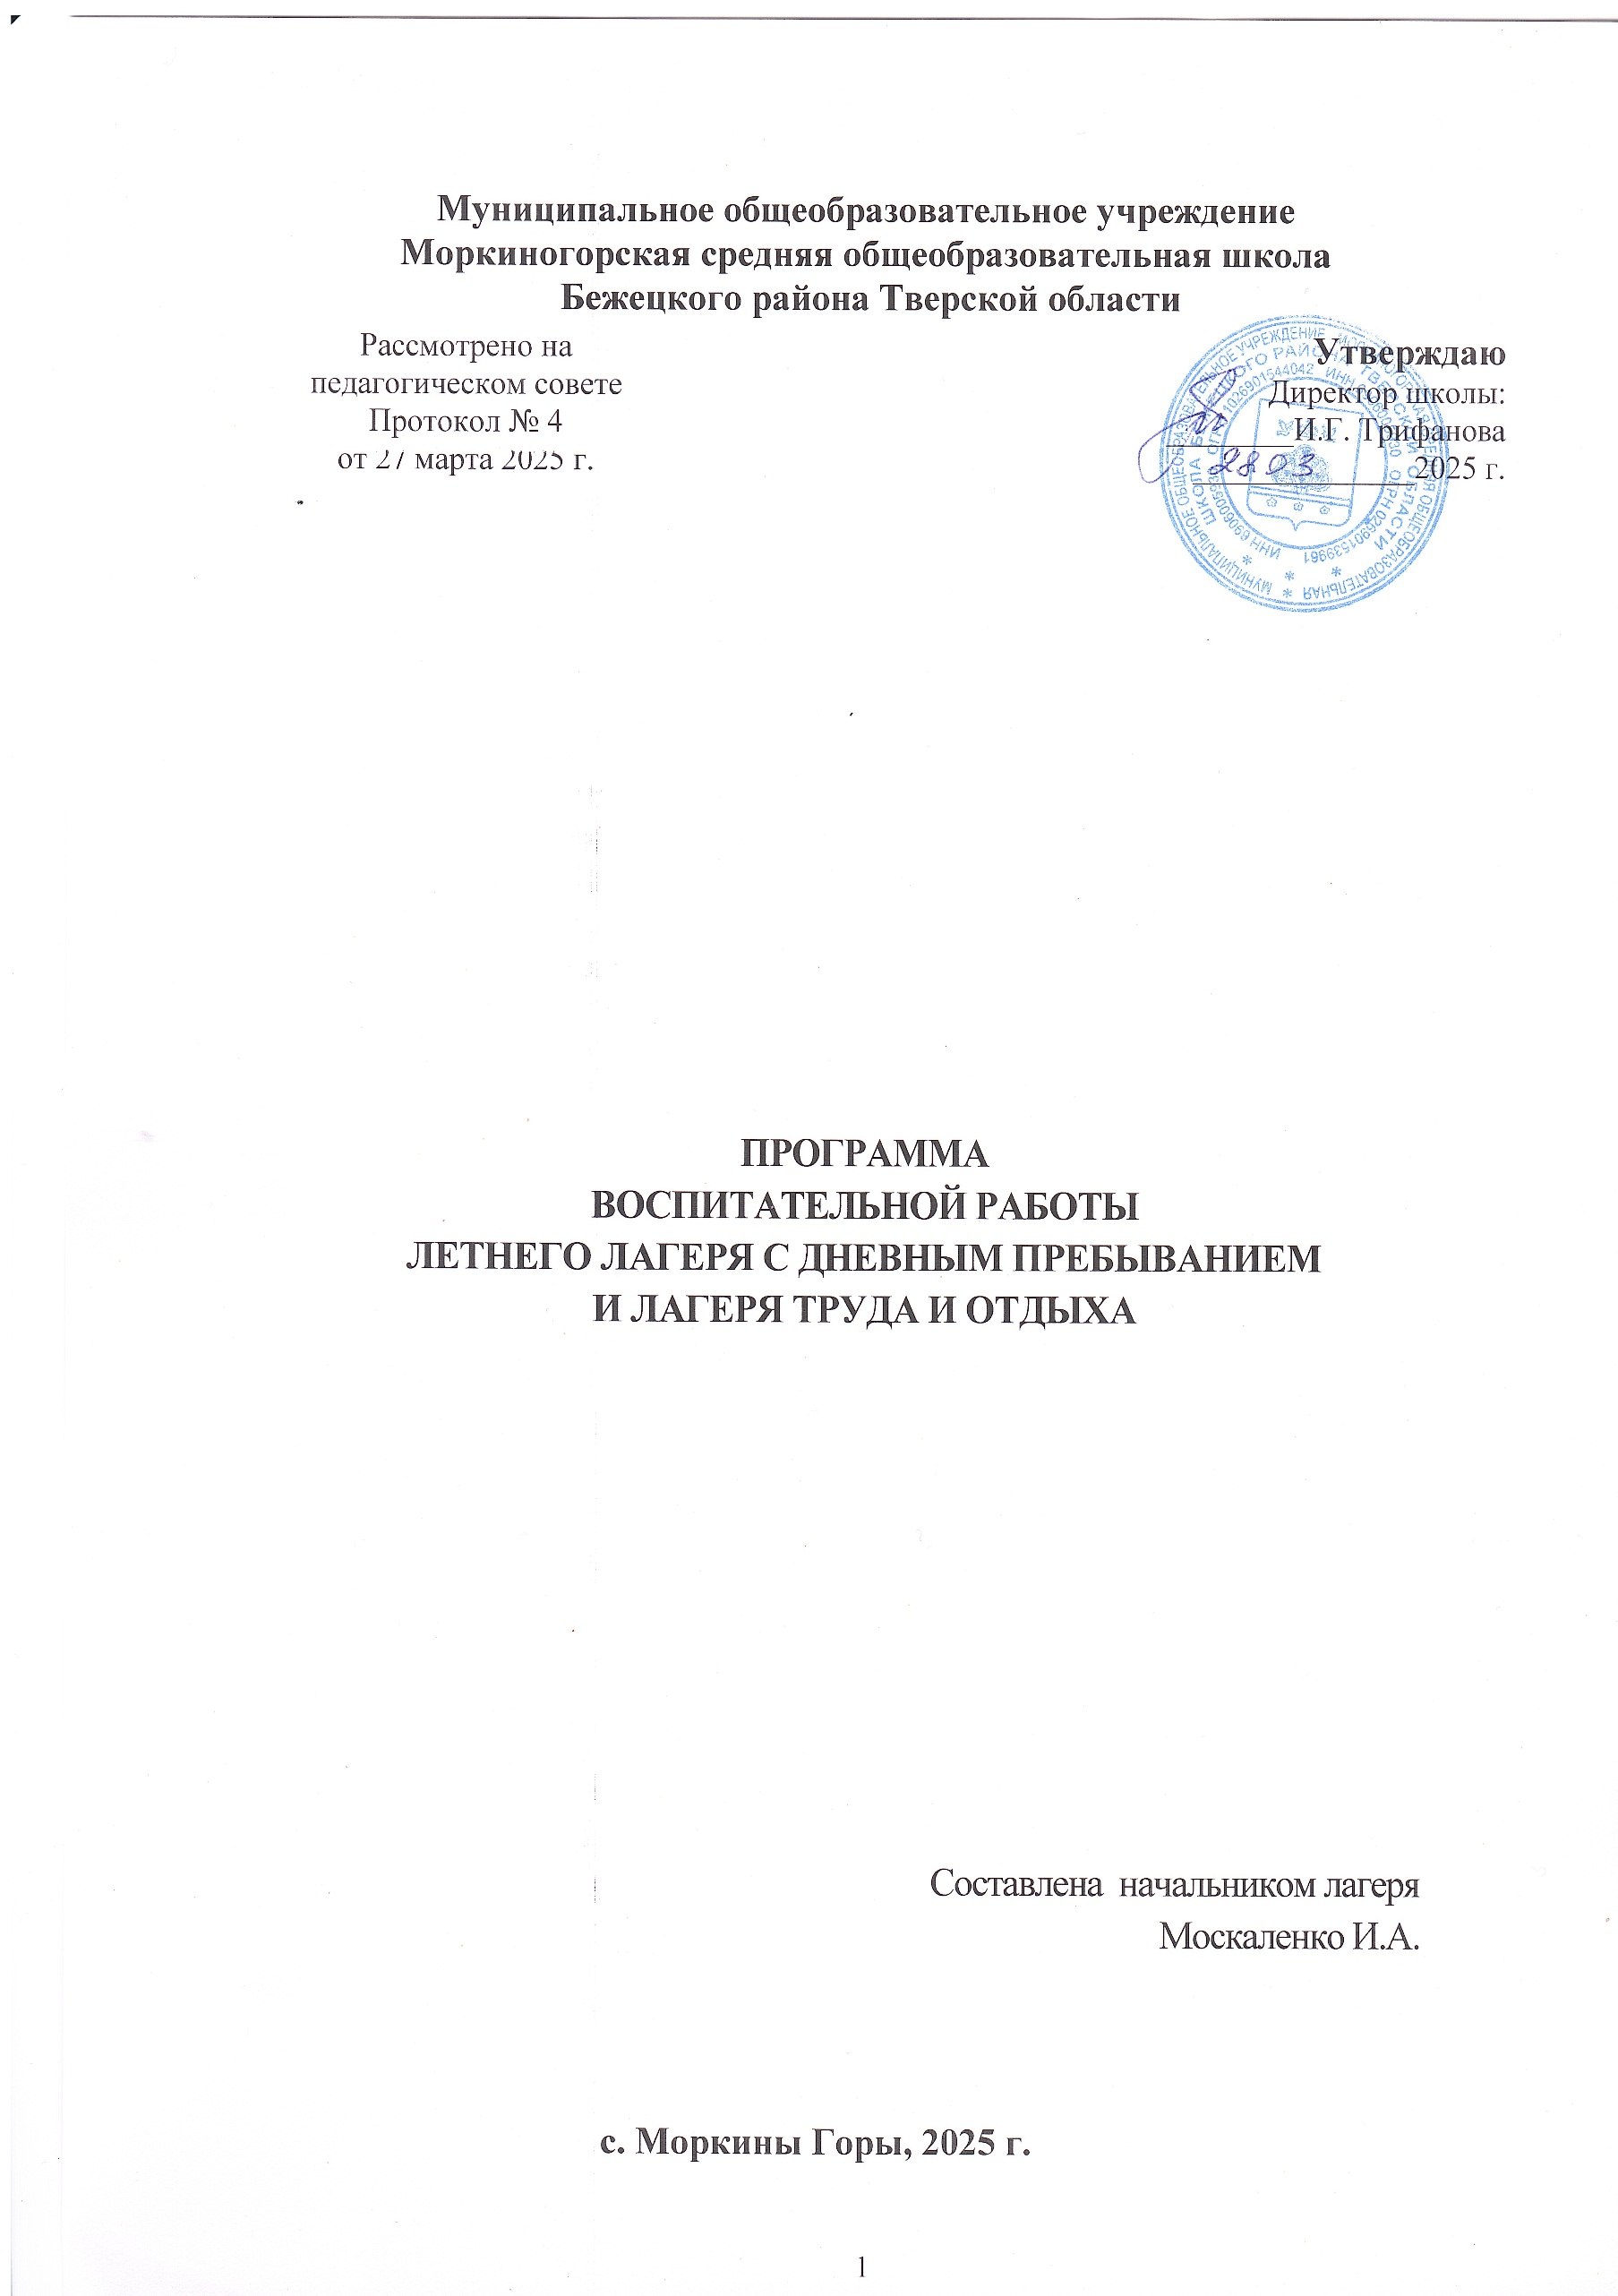 Муниципальное общеобразовательное учреждение
Моркиногорская средняя общеобразовательная школа
Бежецкого района Тверской области
Рассмотрено на
педагогическом совете
Протокол № 4
от 27 марта 2025 г.
Утверждаю
Директор школы:
И.Г. Трифанова
28 03 2025 г.
ПРОГРАММА
ВОСПИТАТЕЛЬНОЙ РАБОТЫ
ЛЕТНЕГО ЛАГЕРЯ С ДНЕВНЫМ ПРЕБЫВАНИЕМ
И ЛАГЕРЯ ТРУДА И ОТДЫХА
Составлена начальником лагеря
Москаленко И.А.
с. Моркины Горы, 2025 г.
1